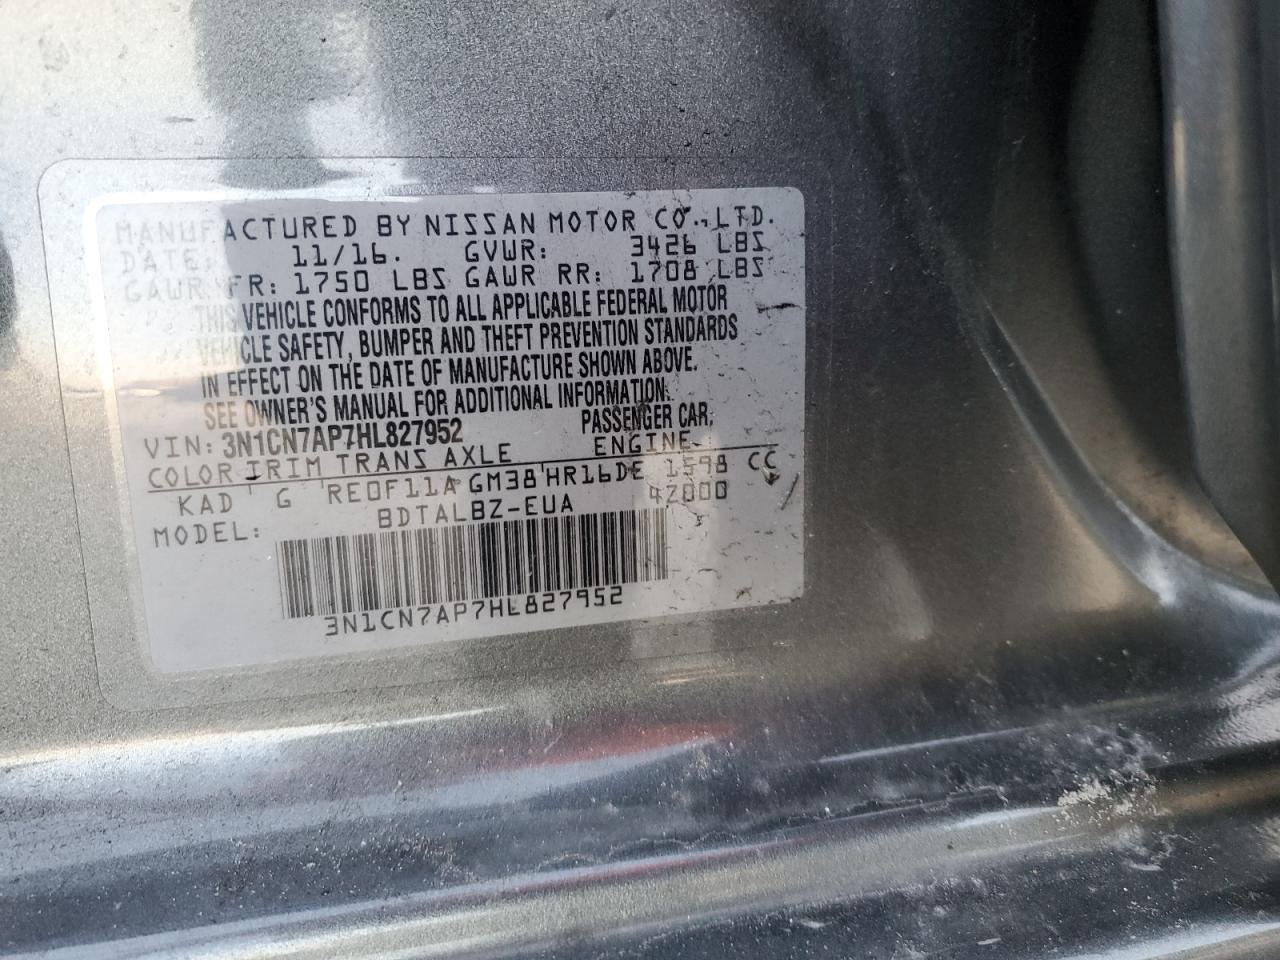 MANUFACTURED BY NISSAN MOTOR CO., LTD.
DATE: 11/16. GVWR: 3426 LBS
GAWR FR: 1750 LBS GAWR RR: 1708 LBS
THIS VEHICLE CONFORMS TO ALL APPLICABLE FEDERAL MOTOR
VEHICLE SAFETY, BUMPER AND THEFT PREVENTION STANDARDS
IN EFFECT ON THE DATE OF MANUFACTURE SHOWN ABOVE.
SEE OWNER'S MANUAL FOR ADDITIONAL INFORMATION.
VIN: 3N1CN7AP7HL827952 PASSENGER CAR,
COLOR TRIM TRANS AXLE ENGINE
KAD G RE0F11A GM38 HR16DE 1598 CC
MODEL: BDTALBZ-EUA 42000
3N1CN7AP7HL827952